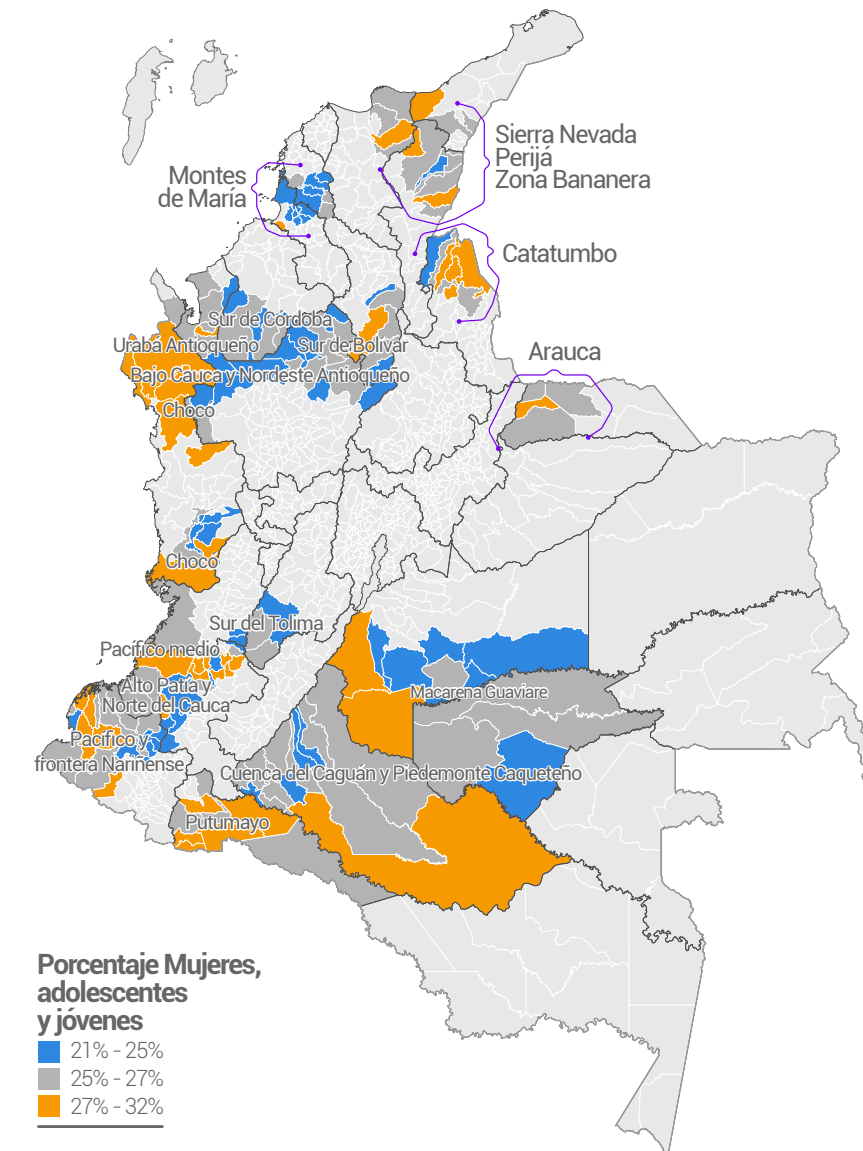 Sierra Nevada
Perijá
Zona Bananera
Montes
de María
Catatumbo
Sur de Córdoba
Urabá Antioqueño
Sur de Bolívar
Arauca
Bajo Cauca y Nordeste Antioqueño
Choco
Choco
Sur del Tolima
Pacífico medio
Alto Patía y
Norte del Cauca
Macarena Guaviare
Pacífico y
frontera Narinense
Cuenca del Caguán y Piedemonte Caqueteño
Putumayo
Porcentaje Mujeres,
adolescentes
y jóvenes
21% - 25%
25% - 27%
27% - 32%